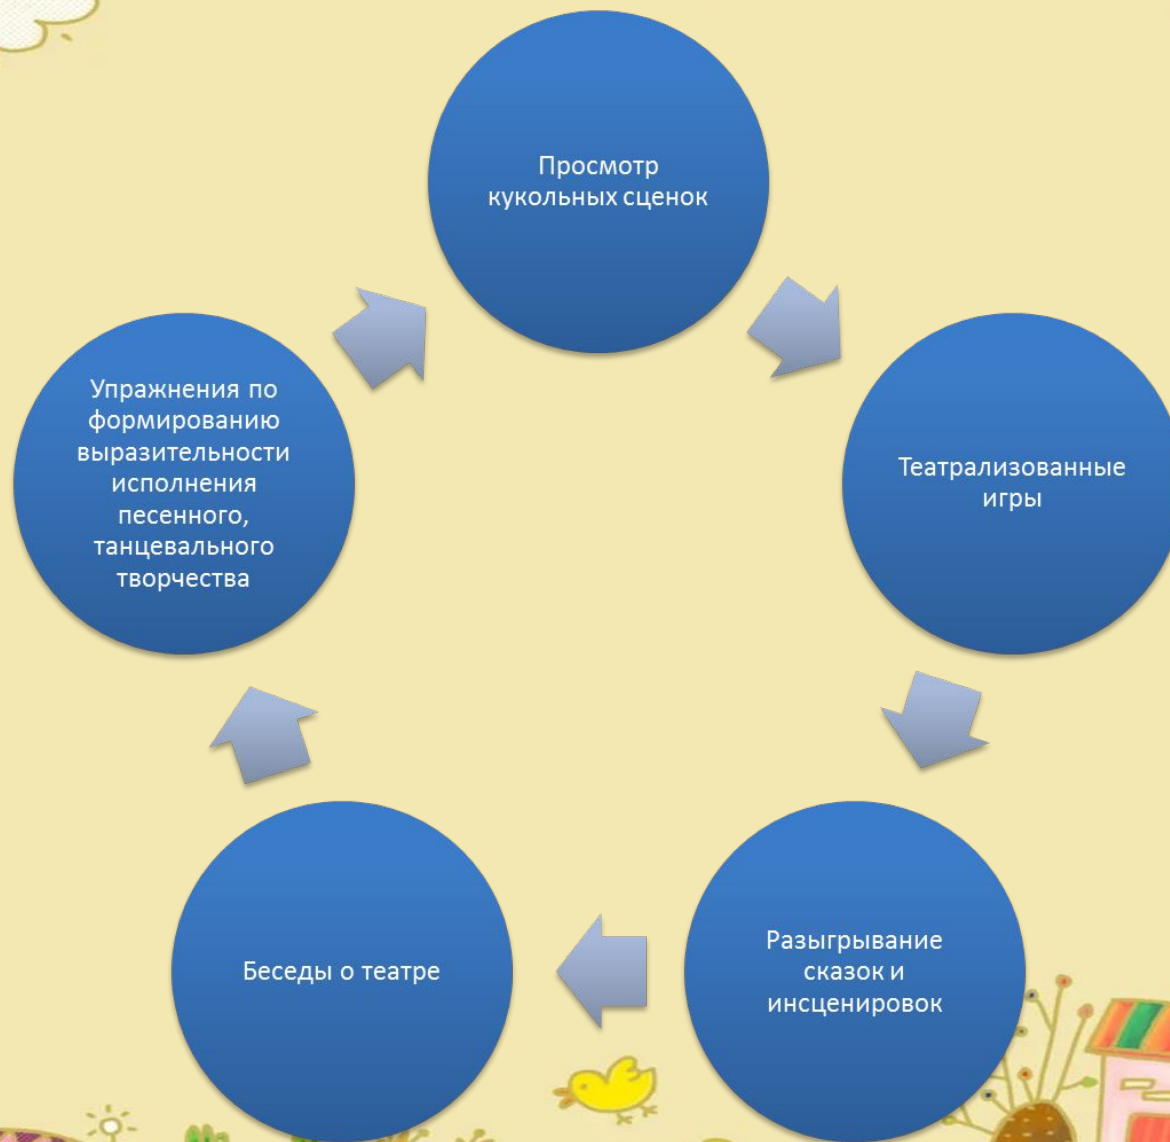 Просмотр
кукольных сценок
Театрализованные
игры
Разыгрывание
сказок и
инсценировок
Беседы о театре
Упражнения по
формированию
выразительности
исполнения
песенного,
танцевального
творчества